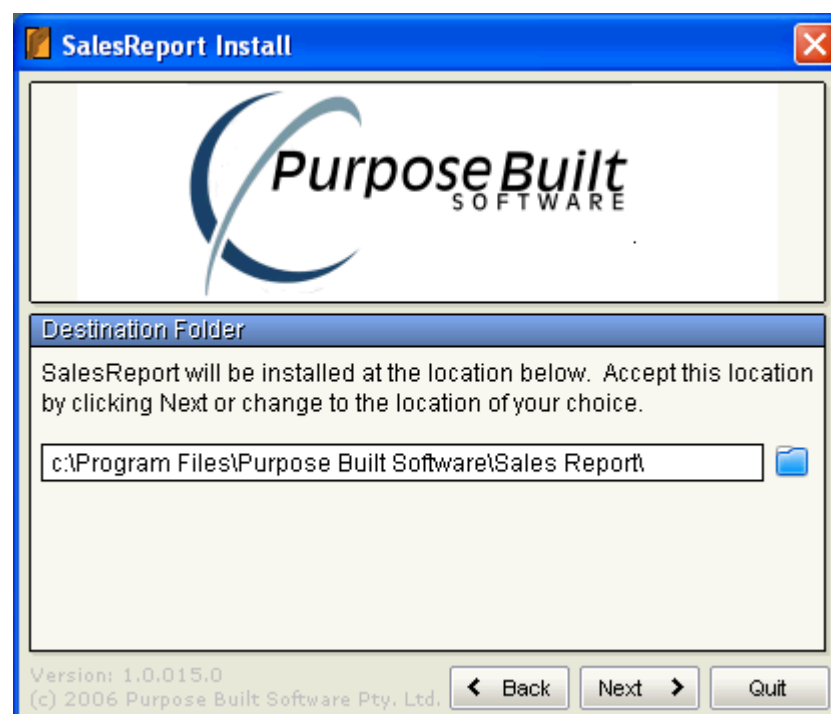 SalesReport Install
Purpose Built
SOFTWARE
Destination Folder
SalesReport will be installed at the location below.  Accept this location
by clicking Next or change to the location of your choice.
c:\Program Files\Purpose Built Software\Sales Report\
Version: 1.0.015.0
(c) 2006 Purpose Built Software Pty. Ltd.
Back Next Quit